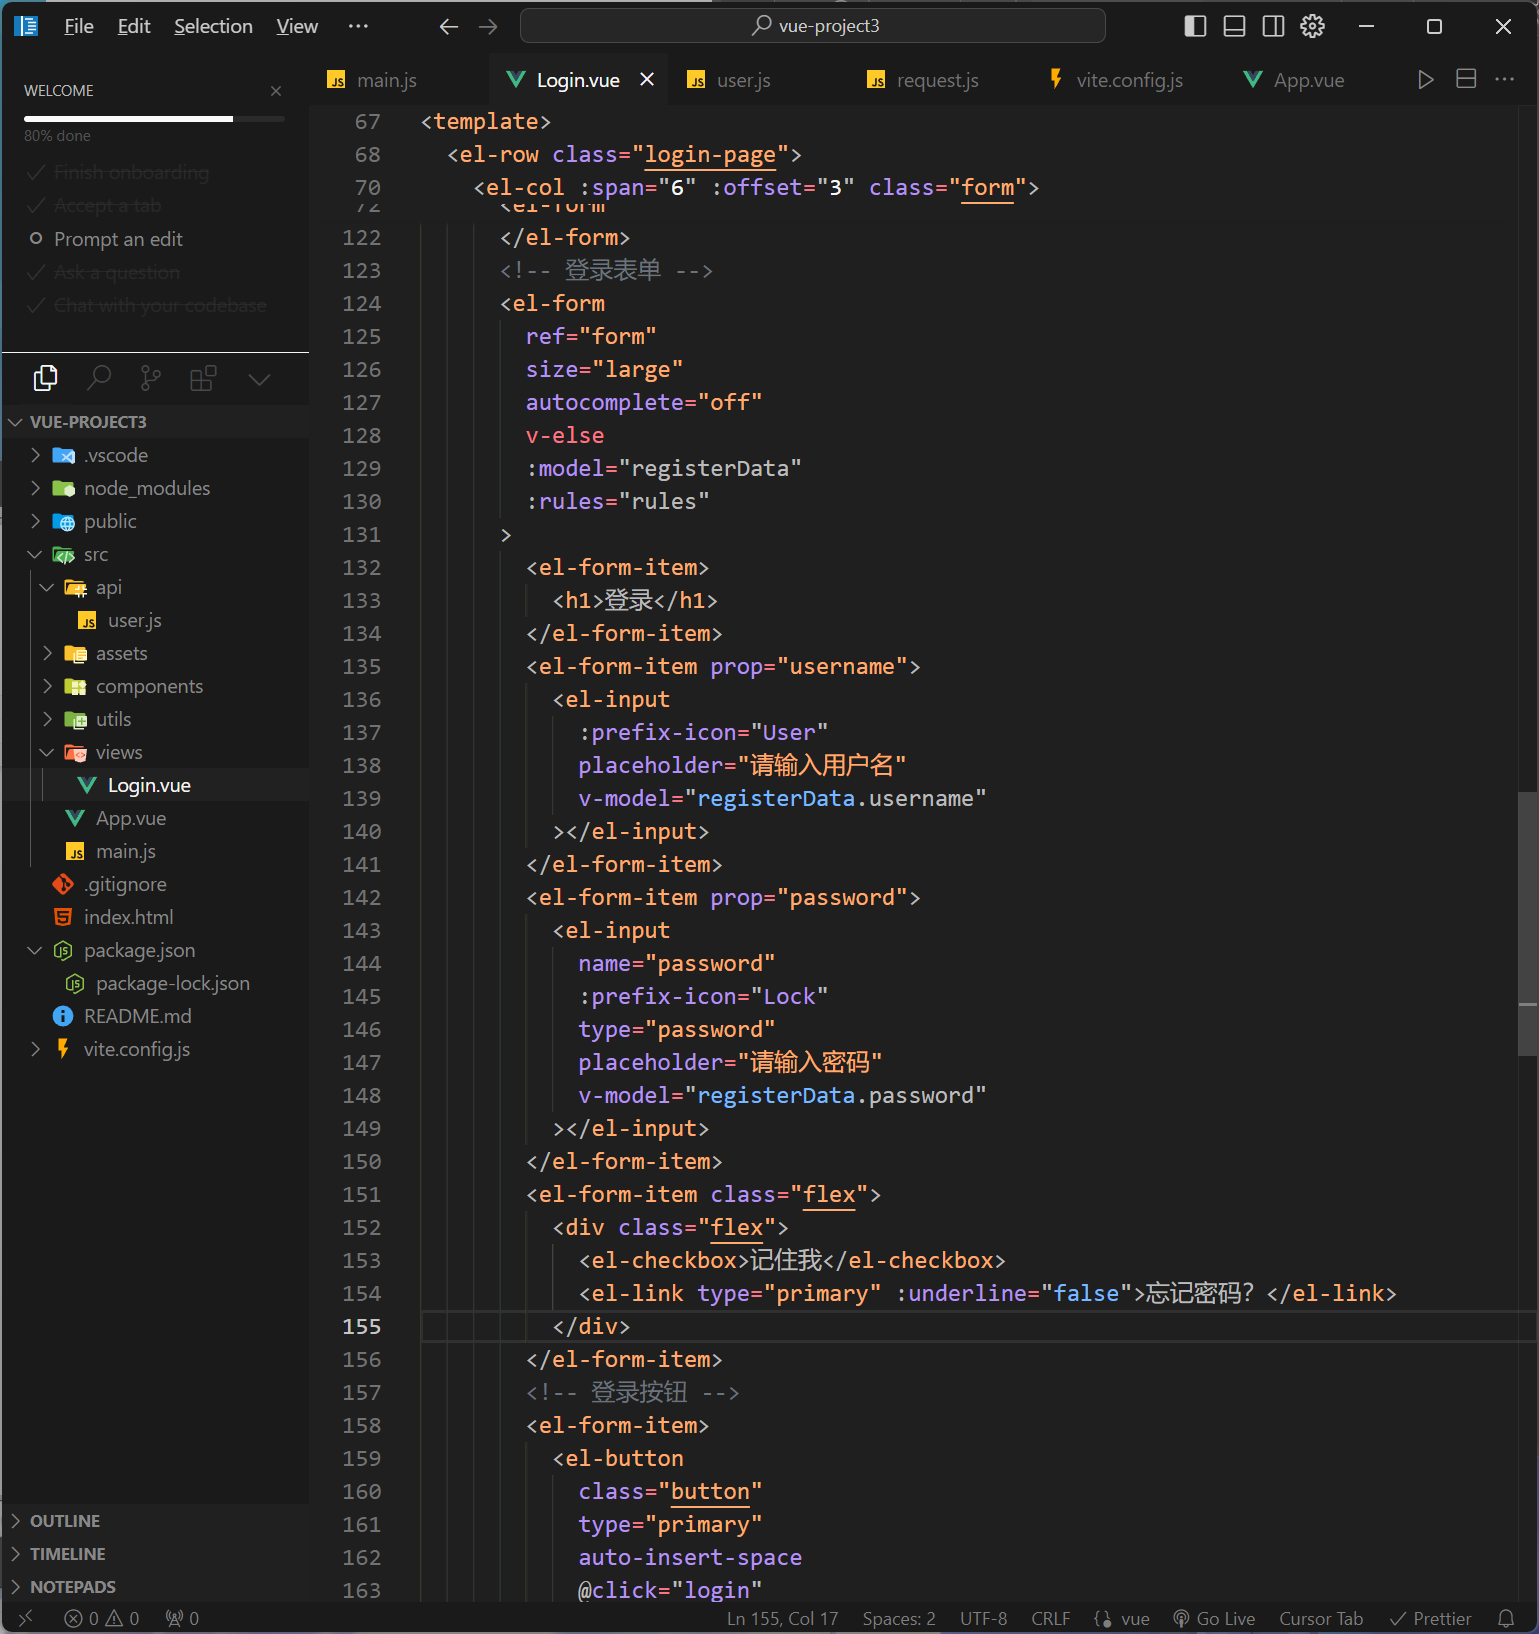 File Edit Selection View ··· vue-project3
WELCOME
80% done
Finish onboarding
Accept a tab
Prompt an edit
Ask a question
Chat with your codebase
VUE-PROJECT3
.vscode
node_modules
public
src
api
user.js
assets
components
utils
views
Login.vue
App.vue
main.js
.gitignore
index.html
package.json
package-lock.json
README.md
vite.config.js
OUTLINE
TIMELINE
NOTEPADS
main.js Login.vue user.js request.js vite.config.js App.vue
67 <template>
68 <el-row class="login-page">
70 <el-col :span="6" :offset="3" class="form">
72 <el-form
122 </el-form>
123 <!-- 登录表单 -->
124 <el-form
125 ref="form"
126 size="large"
127 autocomplete="off"
128 v-else
129 :model="registerData"
130 :rules="rules"
131 >
132 <el-form-item>
133 <h1>登录</h1>
134 </el-form-item>
135 <el-form-item prop="username">
136 <el-input
137 :prefix-icon="User"
138 placeholder="请输入用户名"
139 v-model="registerData.username"
140 ></el-input>
141 </el-form-item>
142 <el-form-item prop="password">
143 <el-input
144 name="password"
145 :prefix-icon="Lock"
146 type="password"
147 placeholder="请输入密码"
148 v-model="registerData.password"
149 ></el-input>
150 </el-form-item>
151 <el-form-item class="flex">
152 <div class="flex">
153 <el-checkbox>记住我</el-checkbox>
154 <el-link type="primary" :underline="false">忘记密码？</el-link>
155 </div>
156 </el-form-item>
157 <!-- 登录按钮 -->
158 <el-form-item>
159 <el-button
160 class="button"
161 type="primary"
162 auto-insert-space
163 @click="login"
0 0 0 Ln 155, Col 17 Spaces: 2 UTF-8 CRLF {} vue Go Live Cursor Tab Prettier